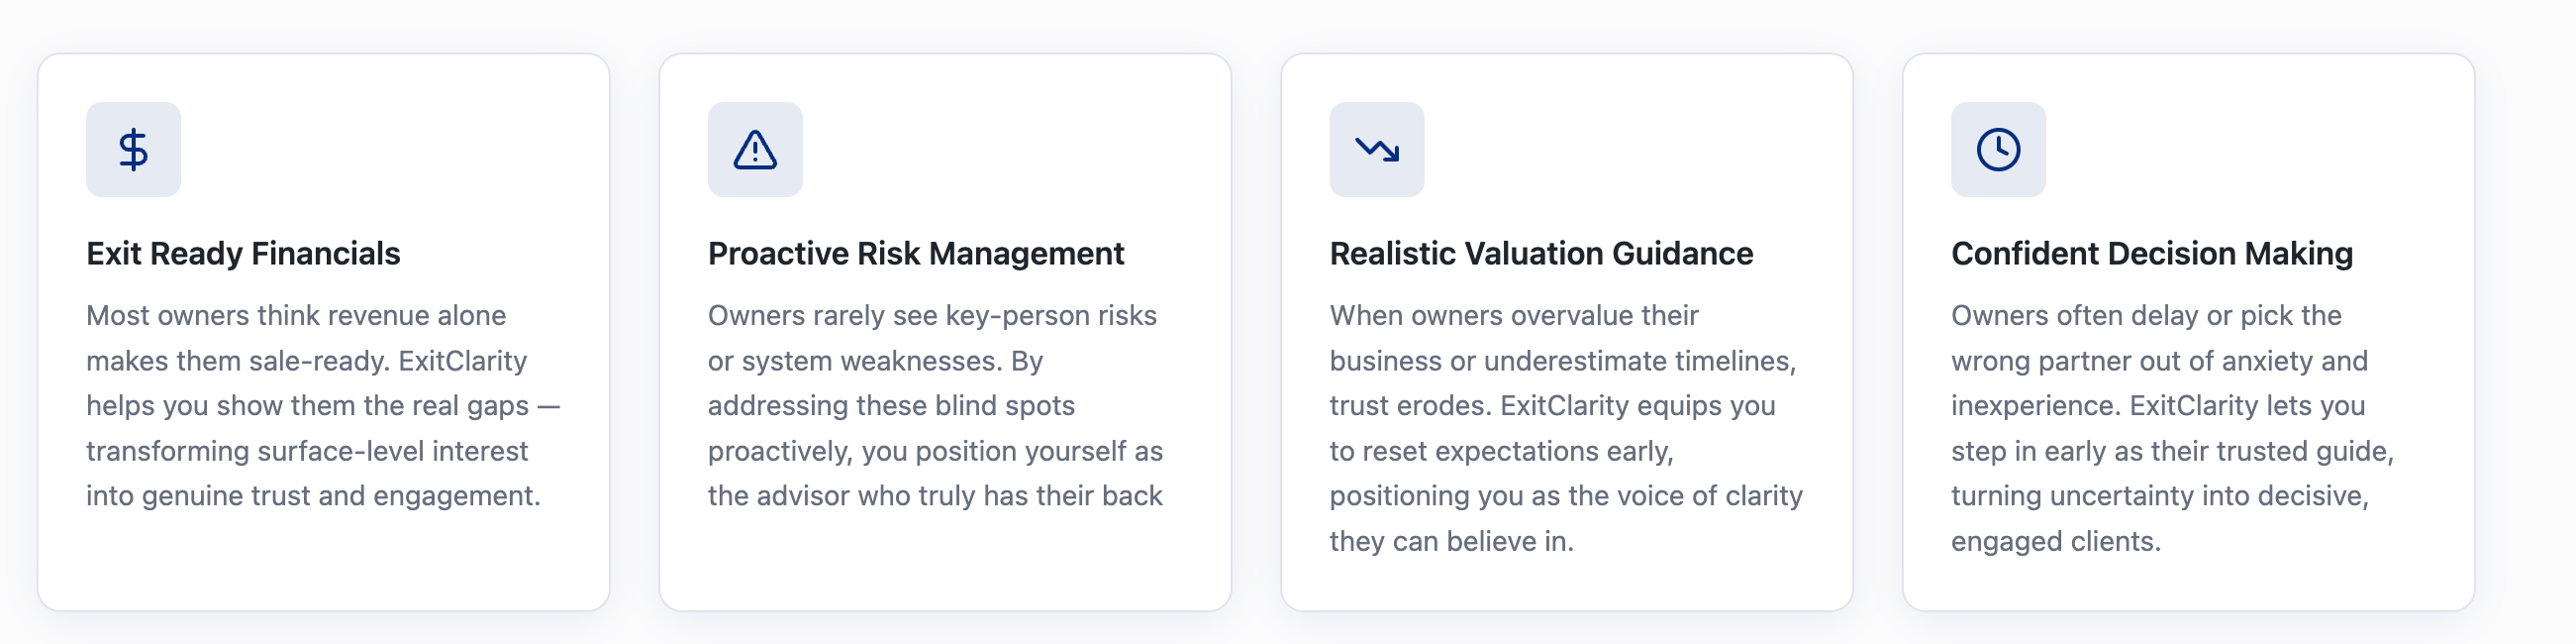 Exit Ready Financials
Most owners think revenue alone
makes them sale-ready. ExitClarity
helps you show them the real gaps —
transforming surface-level interest
into genuine trust and engagement.
Proactive Risk Management
Owners rarely see key-person risks
or system weaknesses. By
addressing these blind spots
proactively, you position yourself as
the advisor who truly has their back
Realistic Valuation Guidance
When owners overvalue their
business or underestimate timelines,
trust erodes. ExitClarity equips you
to reset expectations early,
positioning you as the voice of clarity
they can believe in.
Confident Decision Making
Owners often delay or pick the
wrong partner out of anxiety and
inexperience. ExitClarity lets you
step in early as their trusted guide,
turning uncertainty into decisive,
engaged clients.